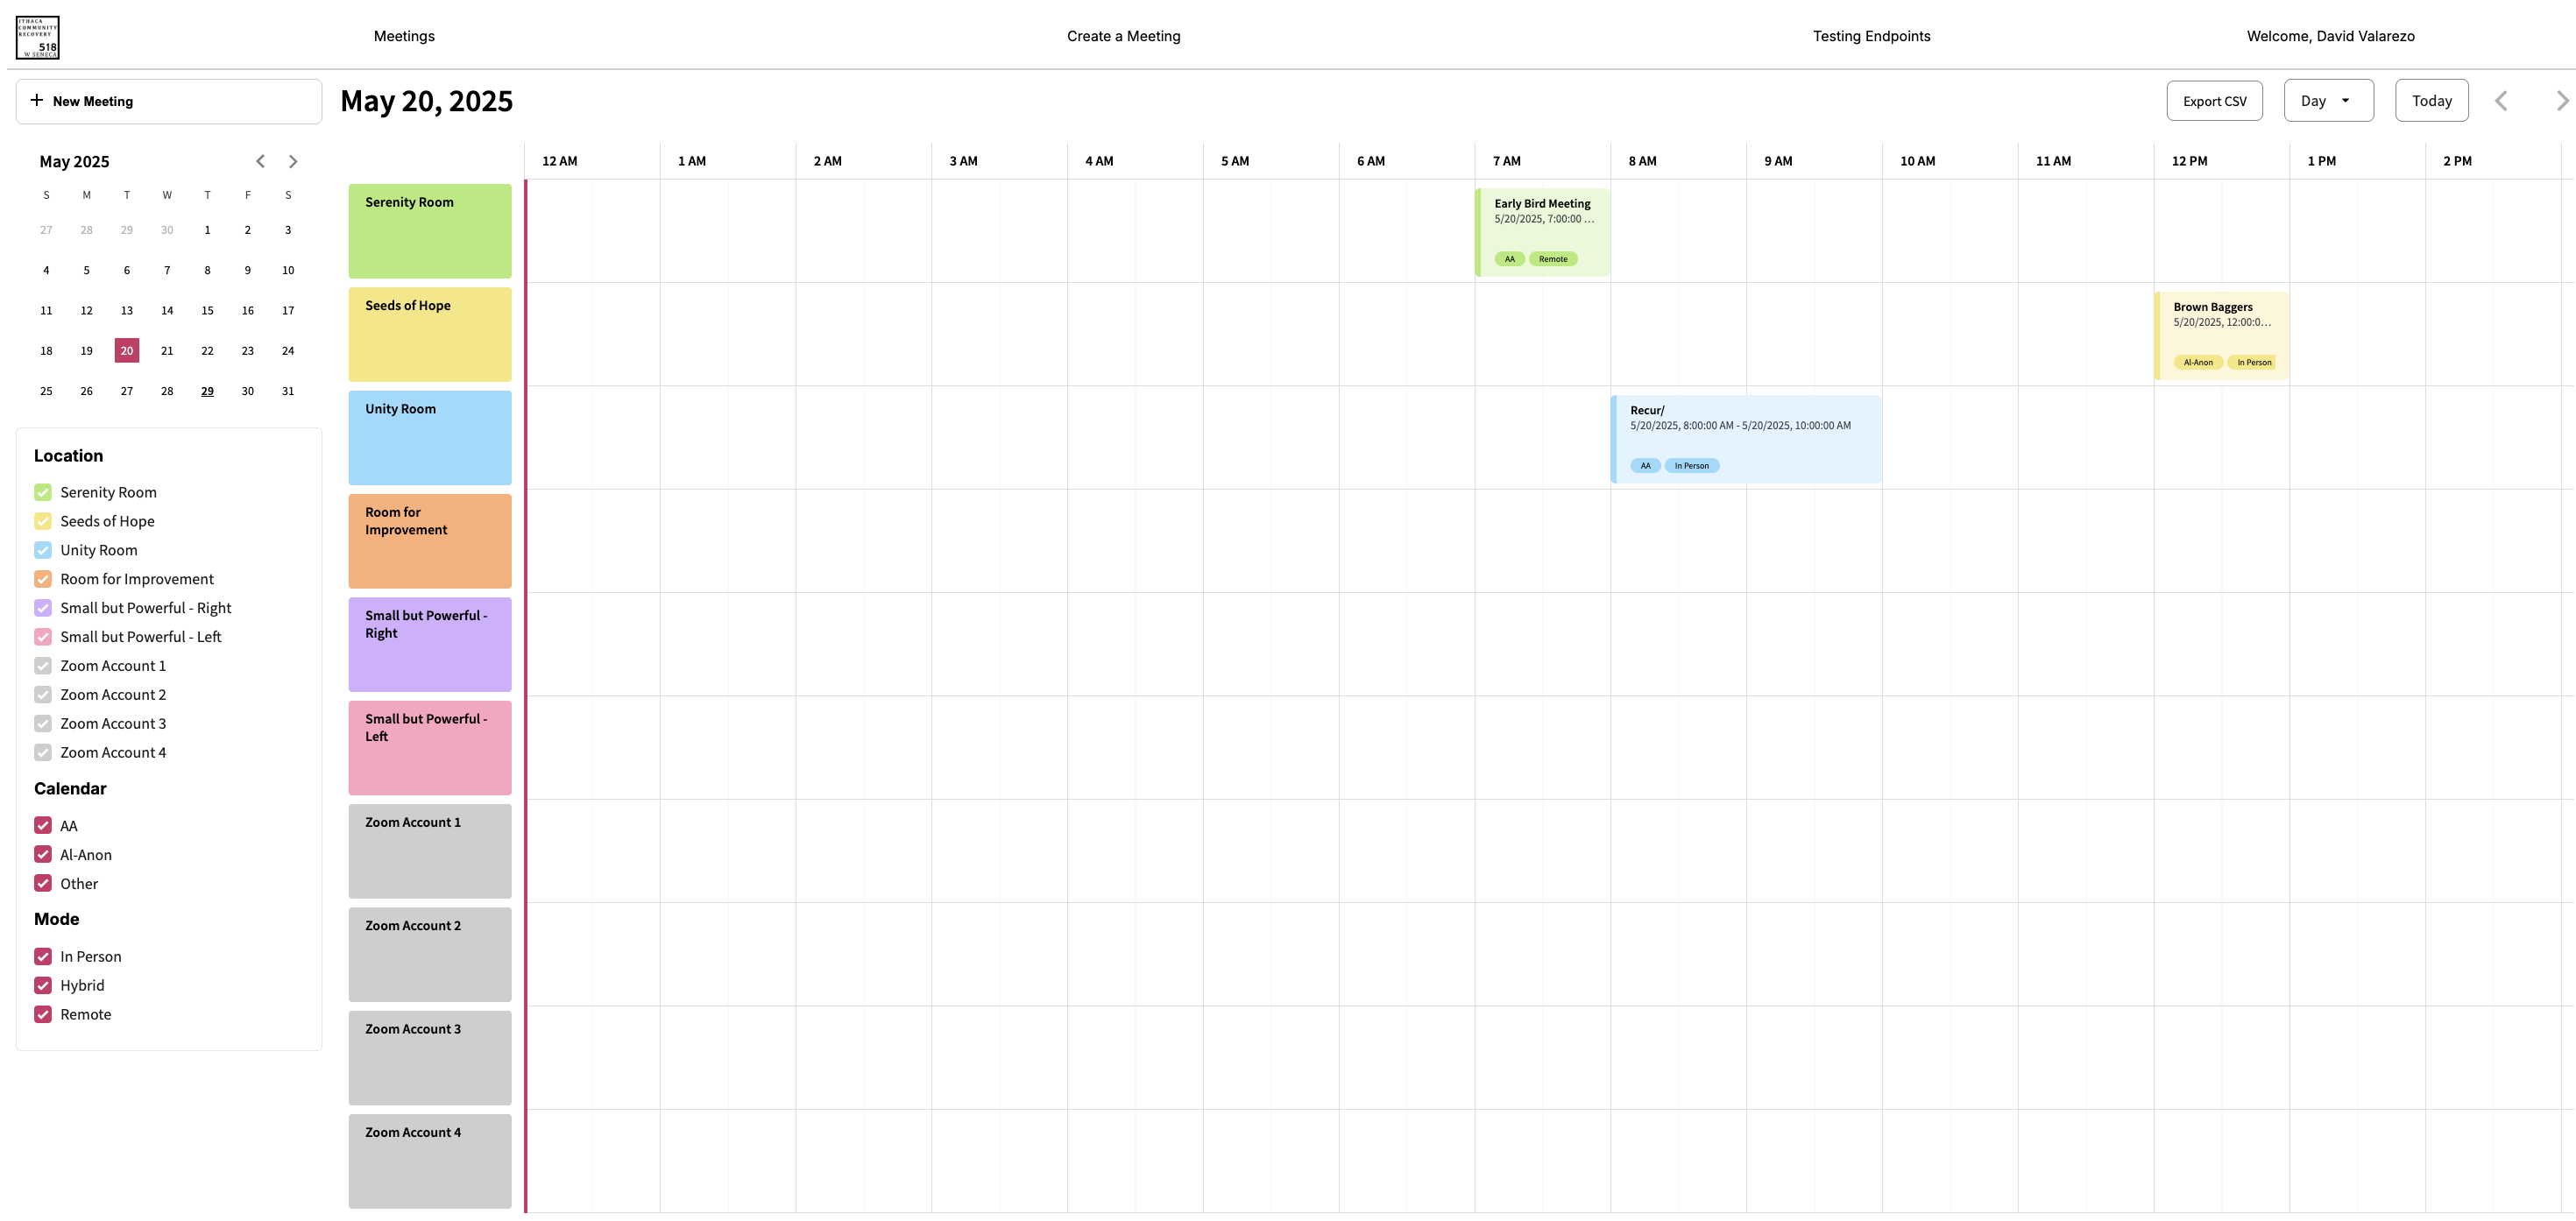 ITHACA
COMMUNITY
RECOVERY
518
W SENECA
Meetings
Create a Meeting
Testing Endpoints
Welcome, David Valarezo
New Meeting
May 20, 2025
Export CSV
Day
Today
May 2025
S M T W T F S
27 28 29 30 1 2 3
4 5 6 7 8 9 10
11 12 13 14 15 16 17
18 19 20 21 22 23 24
25 26 27 28 29 30 31
Location
Serenity Room
Seeds of Hope
Unity Room
Room for Improvement
Small but Powerful - Right
Small but Powerful - Left
Zoom Account 1
Zoom Account 2
Zoom Account 3
Zoom Account 4
Calendar
AA
Al-Anon
Other
Mode
In Person
Hybrid
Remote
12 AM 1 AM 2 AM 3 AM 4 AM 5 AM 6 AM 7 AM 8 AM 9 AM 10 AM 11 AM 12 PM 1 PM 2 PM
Serenity Room
Early Bird Meeting
5/20/2025, 7:00:00 ...
AA Remote
Seeds of Hope
Brown Baggers
5/20/2025, 12:00:0...
Al-Anon In Person
Unity Room
Recur/
5/20/2025, 8:00:00 AM - 5/20/2025, 10:00:00 AM
AA In Person
Room for
Improvement
Small but Powerful -
Right
Small but Powerful -
Left
Zoom Account 1
Zoom Account 2
Zoom Account 3
Zoom Account 4